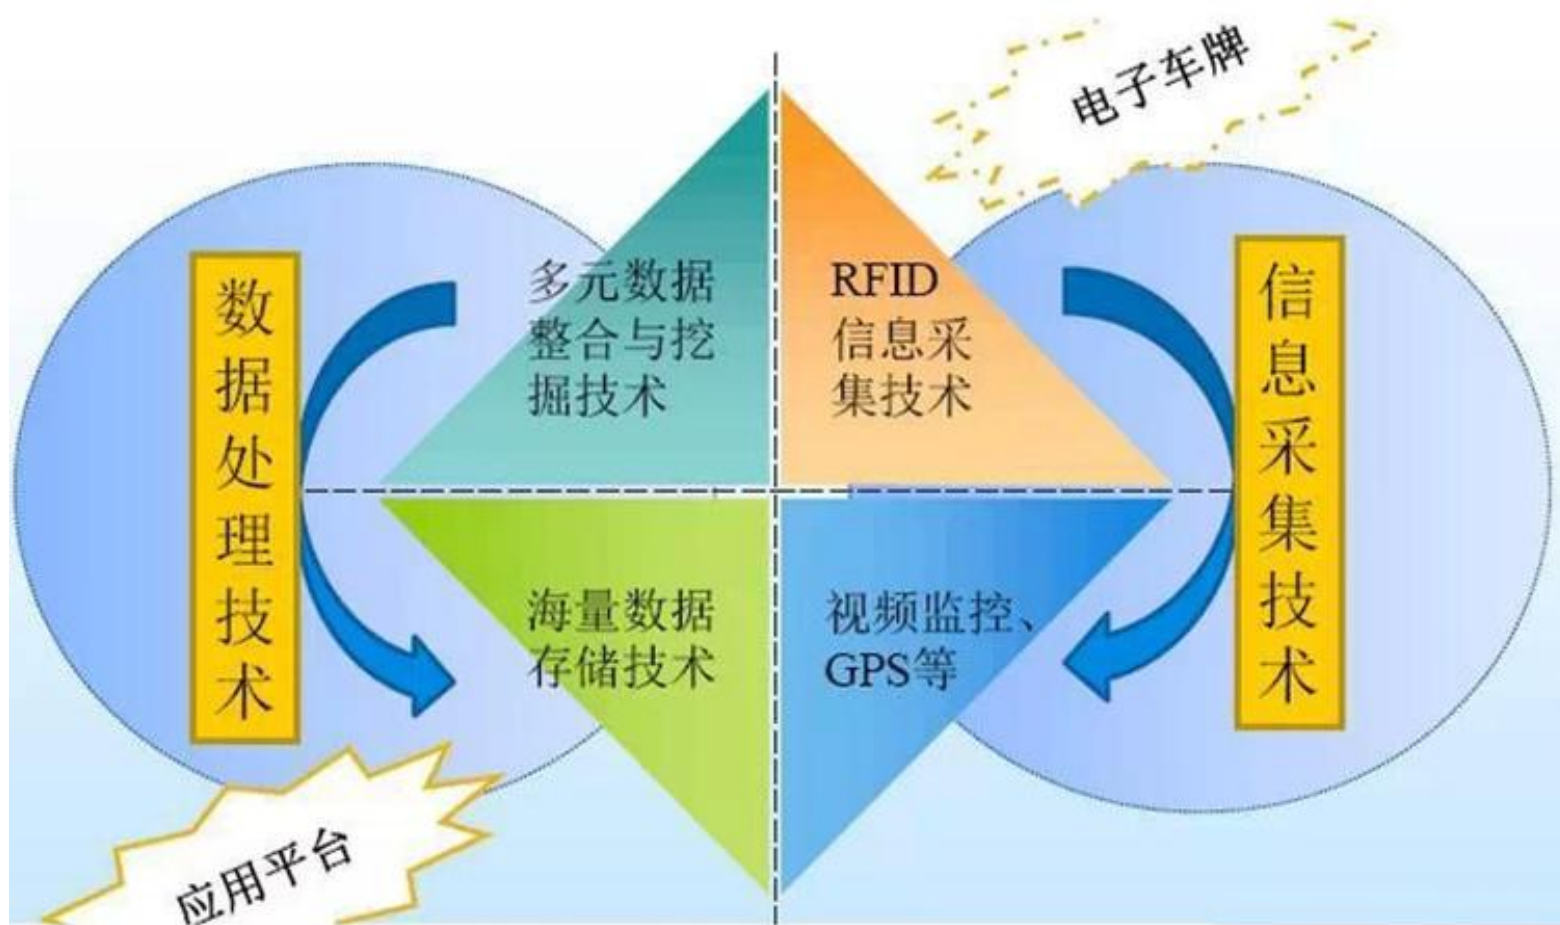 电子车牌
数据处理技术
多元数据
整合与挖
掘技术
RFID
信息采
集技术
信息采集技术
海量数据
存储技术
视频监控、
GPS等
应用平台